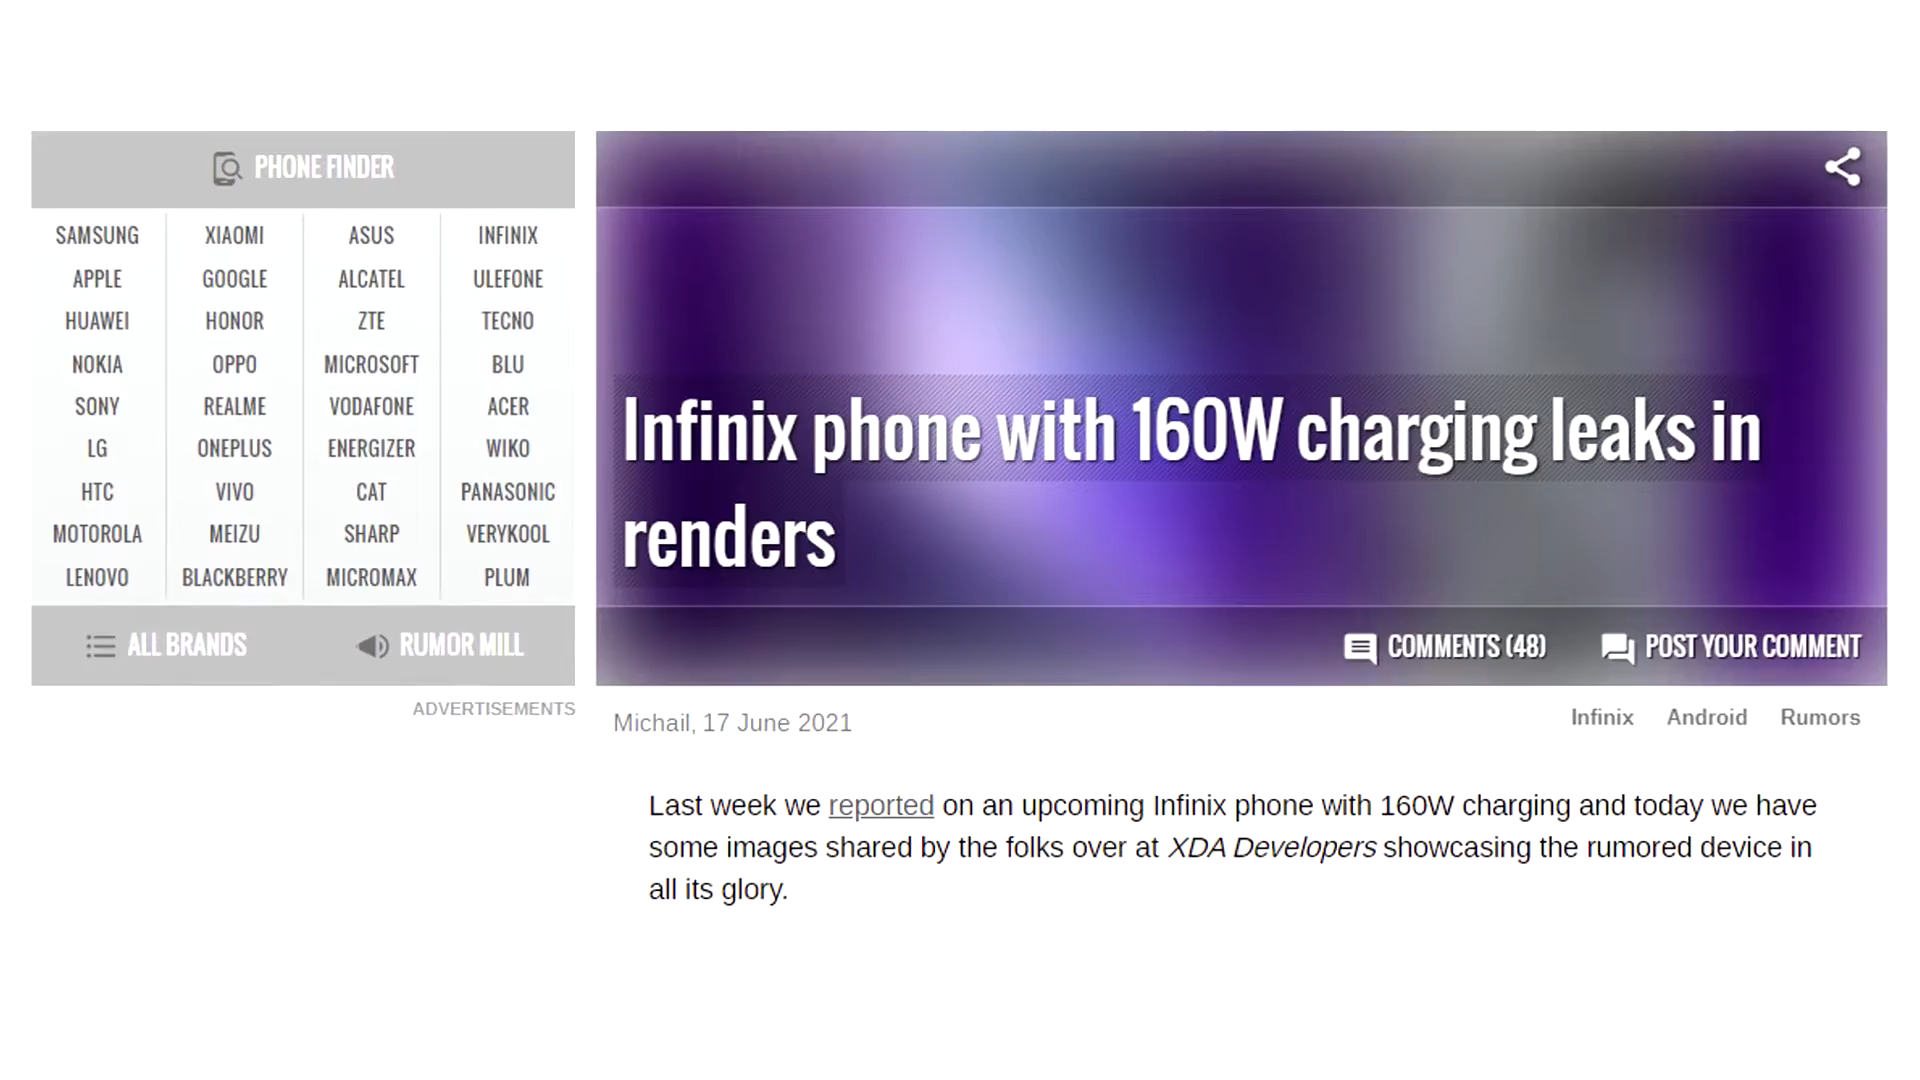 PHONE FINDER
SAMSUNG XIAOMI ASUS INFINIX
APPLE GOOGLE ALCATEL ULEFONE
HUAWEI HONOR ZTE TECNO
NOKIA OPPO MICROSOFT BLU
SONY REALME VODAFONE ACER
LG ONEPLUS ENERGIZER WIKO
HTC VIVO CAT PANASONIC
MOTOROLA MEIZU SHARP VERYKOOL
LENOVO BLACKBERRY MICROMAX PLUM
ALL BRANDS RUMOR MILL
ADVERTISEMENTS
Infinix phone with 160W charging leaks in
renders
COMMENTS (48) POST YOUR COMMENT
Michail, 17 June 2021
Infinix Android Rumors
Last week we reported on an upcoming Infinix phone with 160W charging and today we have
some images shared by the folks over at XDA Developers showcasing the rumored device in
all its glory.